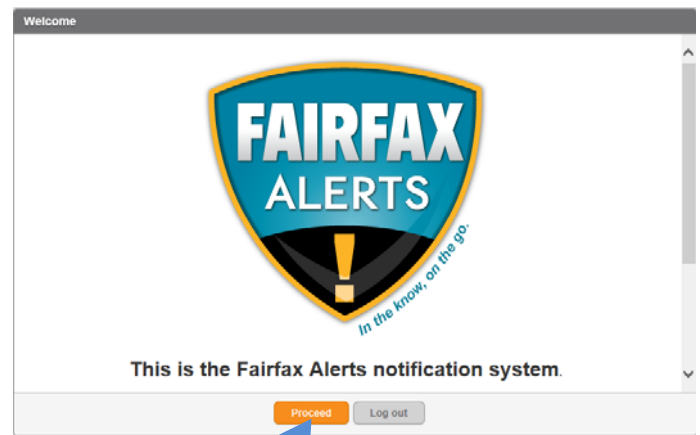 Welcome
FAIRFAX
ALERTS
!
In the know, on the go.
This is the Fairfax Alerts notification system.
Proceed
Log out